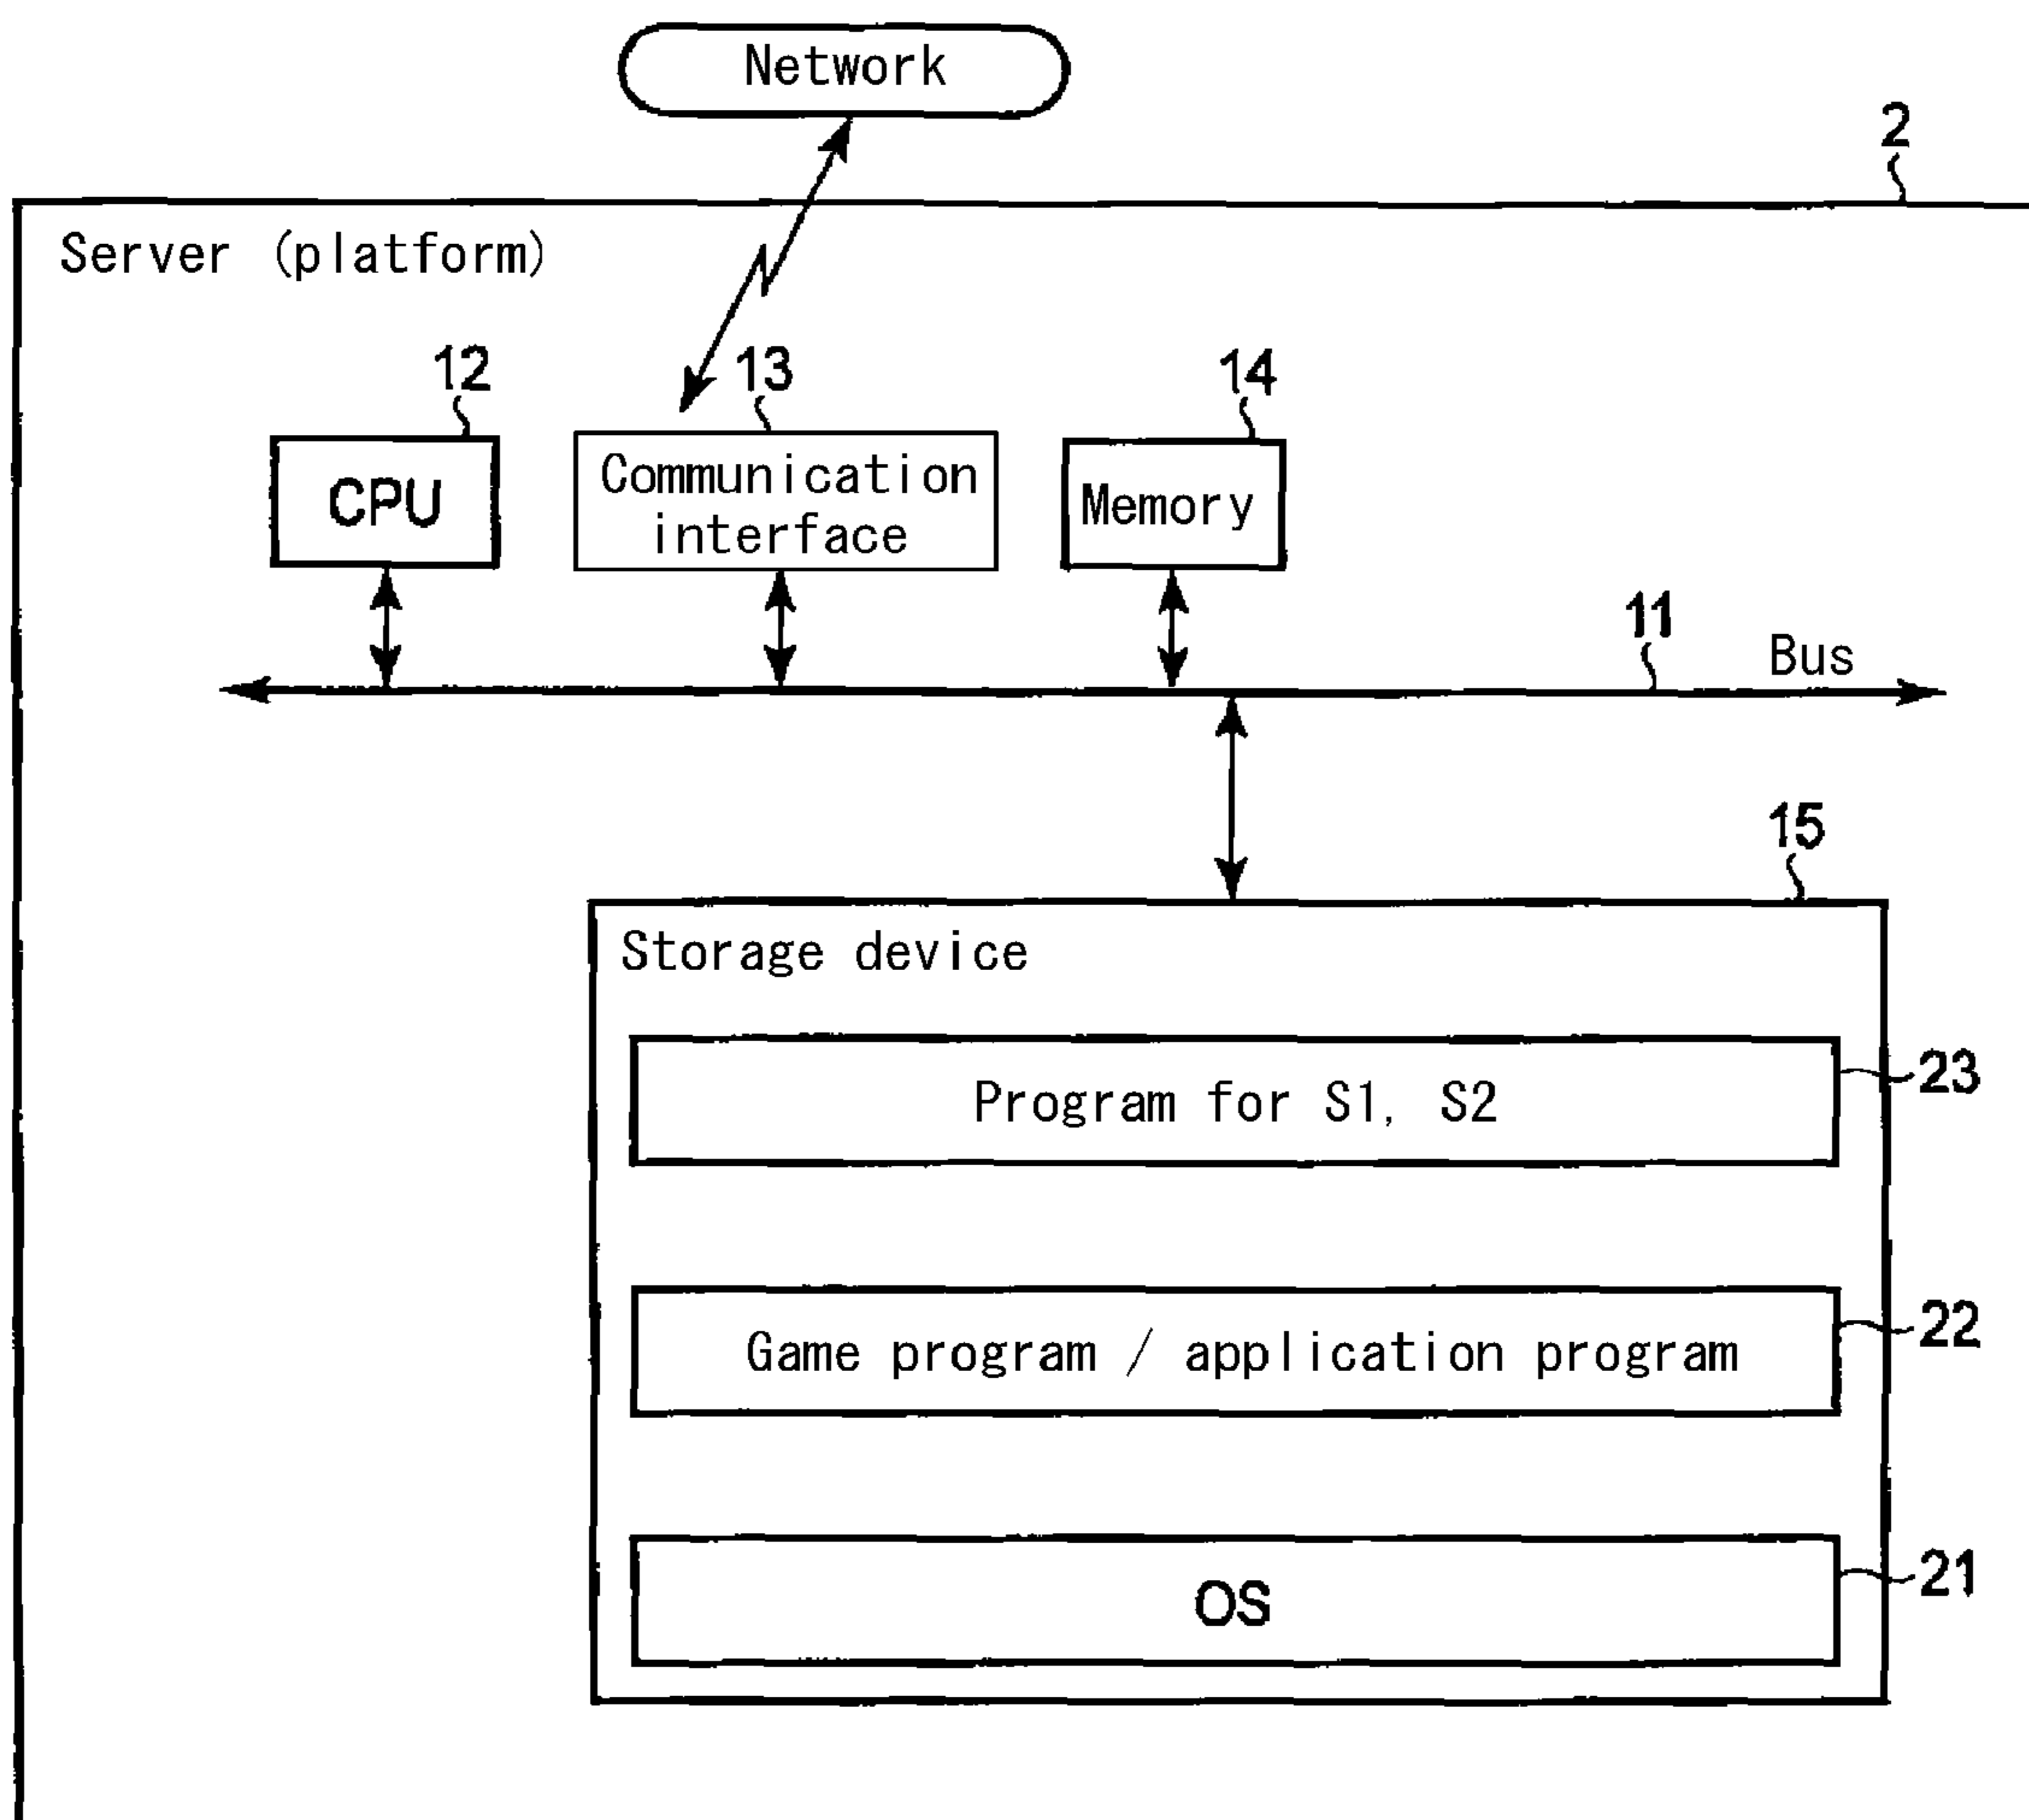 Network
2
Server (platform)
12
13
14
CPU
Communication
interface
Memory
11
Bus
15
Storage device
Program for S1, S2
23
Game program / application program
22
OS
21